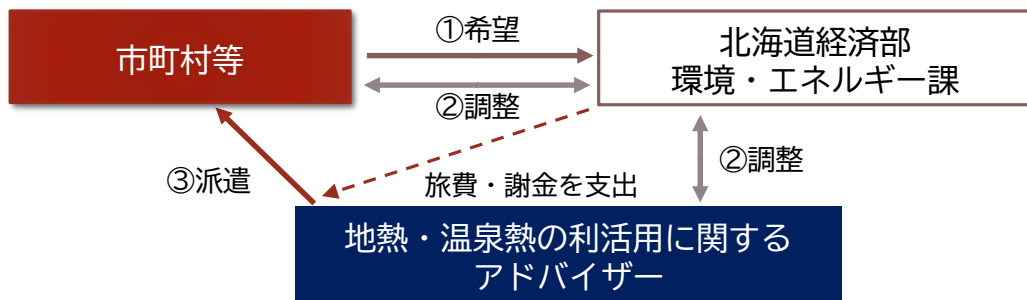 ①希望
市町村等
北海道経済部
環境・エネルギー課
②調整
②調整
③派遣
旅費・謝金を支出
地熱・温泉熱の利活用に関する
アドバイザー